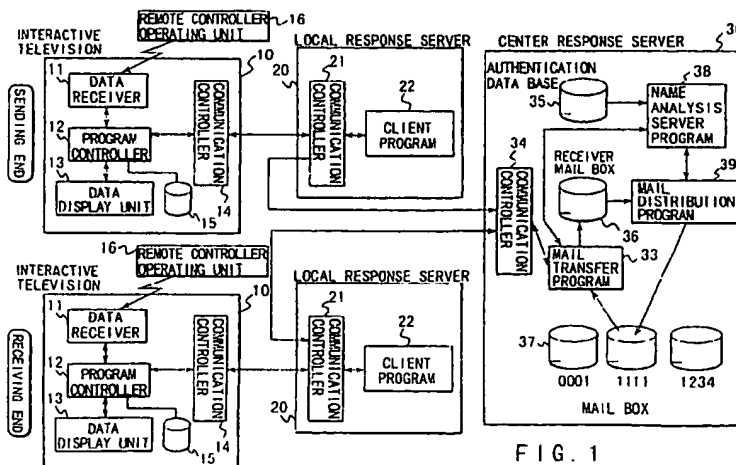 REMOTE CONTROLLER
OPERATING UNIT
16
INTERACTIVE
TELEVISION
10
SENDING END
11
DATA
RECEIVER
12
PROGRAM
CONTROLLER
13
DATA
DISPLAY UNIT
COMMUNICATION
CONTROLLER
14
15
LOCAL RESPONSE SERVER
20
21
COMMUNICATION
CONTROLLER
22
CLIENT
PROGRAM
16
REMOTE CONTROLLER
OPERATING UNIT
INTERACTIVE
TELEVISION
10
RECEIVING END
11
DATA
RECEIVER
12
PROGRAM
CONTROLLER
13
DATA
DISPLAY UNIT
COMMUNICATION
CONTROLLER
14
15
LOCAL RESPONSE SERVER
20
21
COMMUNICATION
CONTROLLER
22
CLIENT
PROGRAM
CENTER RESPONSE SERVER
AUTHENTICATION
DATA BASE
35
38
NAME
ANALYSIS
SERVER
PROGRAM
34
COMMUNICATION
CONTROLLER
RECEIVER
MAIL BOX
36
39
MAIL
DISTRIBUTION
PROGRAM
MAIL
TRANSFER
PROGRAM
33
37
0001
1111
1234
MAIL BOX
FIG. 1